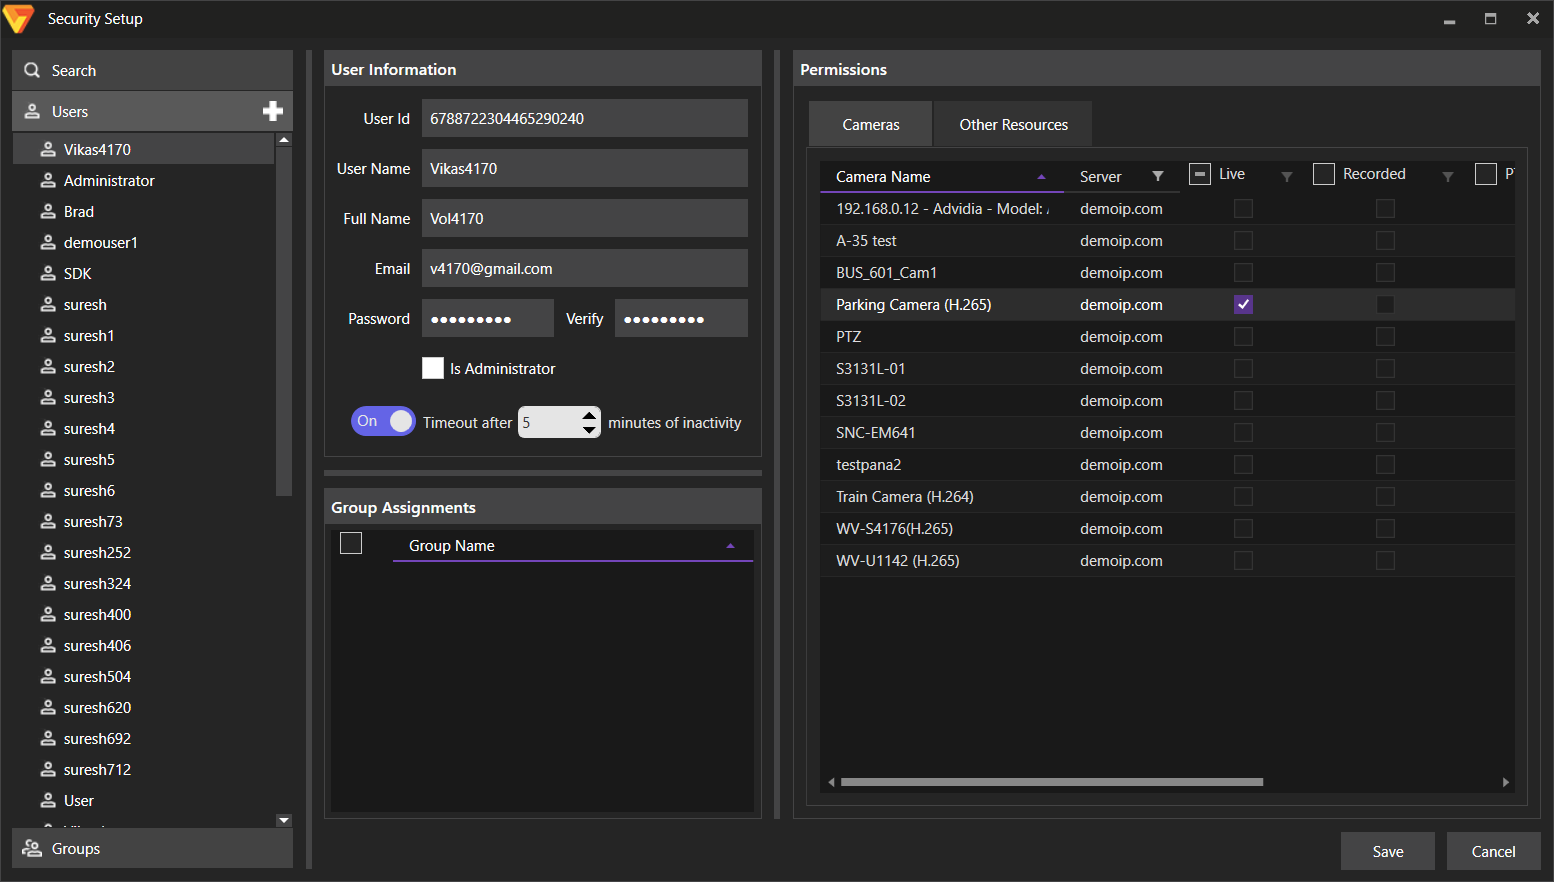 Security Setup
Search
Users
Vikas4170
Administrator
Brad
demouser1
SDK
suresh
suresh1
suresh2
suresh3
suresh4
suresh5
suresh6
suresh73
suresh252
suresh324
suresh400
suresh406
suresh504
suresh620
suresh692
suresh712
User
Groups
User Information
User Id 6788722304465290240
User Name Vikas4170
Full Name Vol4170
Email v4170@gmail.com
Password ●●●●●●●●● Verify ●●●●●●●●●
Is Administrator
On Timeout after 5 minutes of inactivity
Group Assignments
Group Name
Permissions
Cameras Other Resources
Camera Name Server Live Recorded
192.168.0.12 - Advidia - Model: demoip.com
A-35 test demoip.com
BUS_601_Cam1 demoip.com
Parking Camera (H.265) demoip.com
PTZ demoip.com
S3131L-01 demoip.com
S3131L-02 demoip.com
SNC-EM641 demoip.com
testpana2 demoip.com
Train Camera (H.264) demoip.com
WV-S4176(H.265) demoip.com
WV-U1142 (H.265) demoip.com
Save Cancel